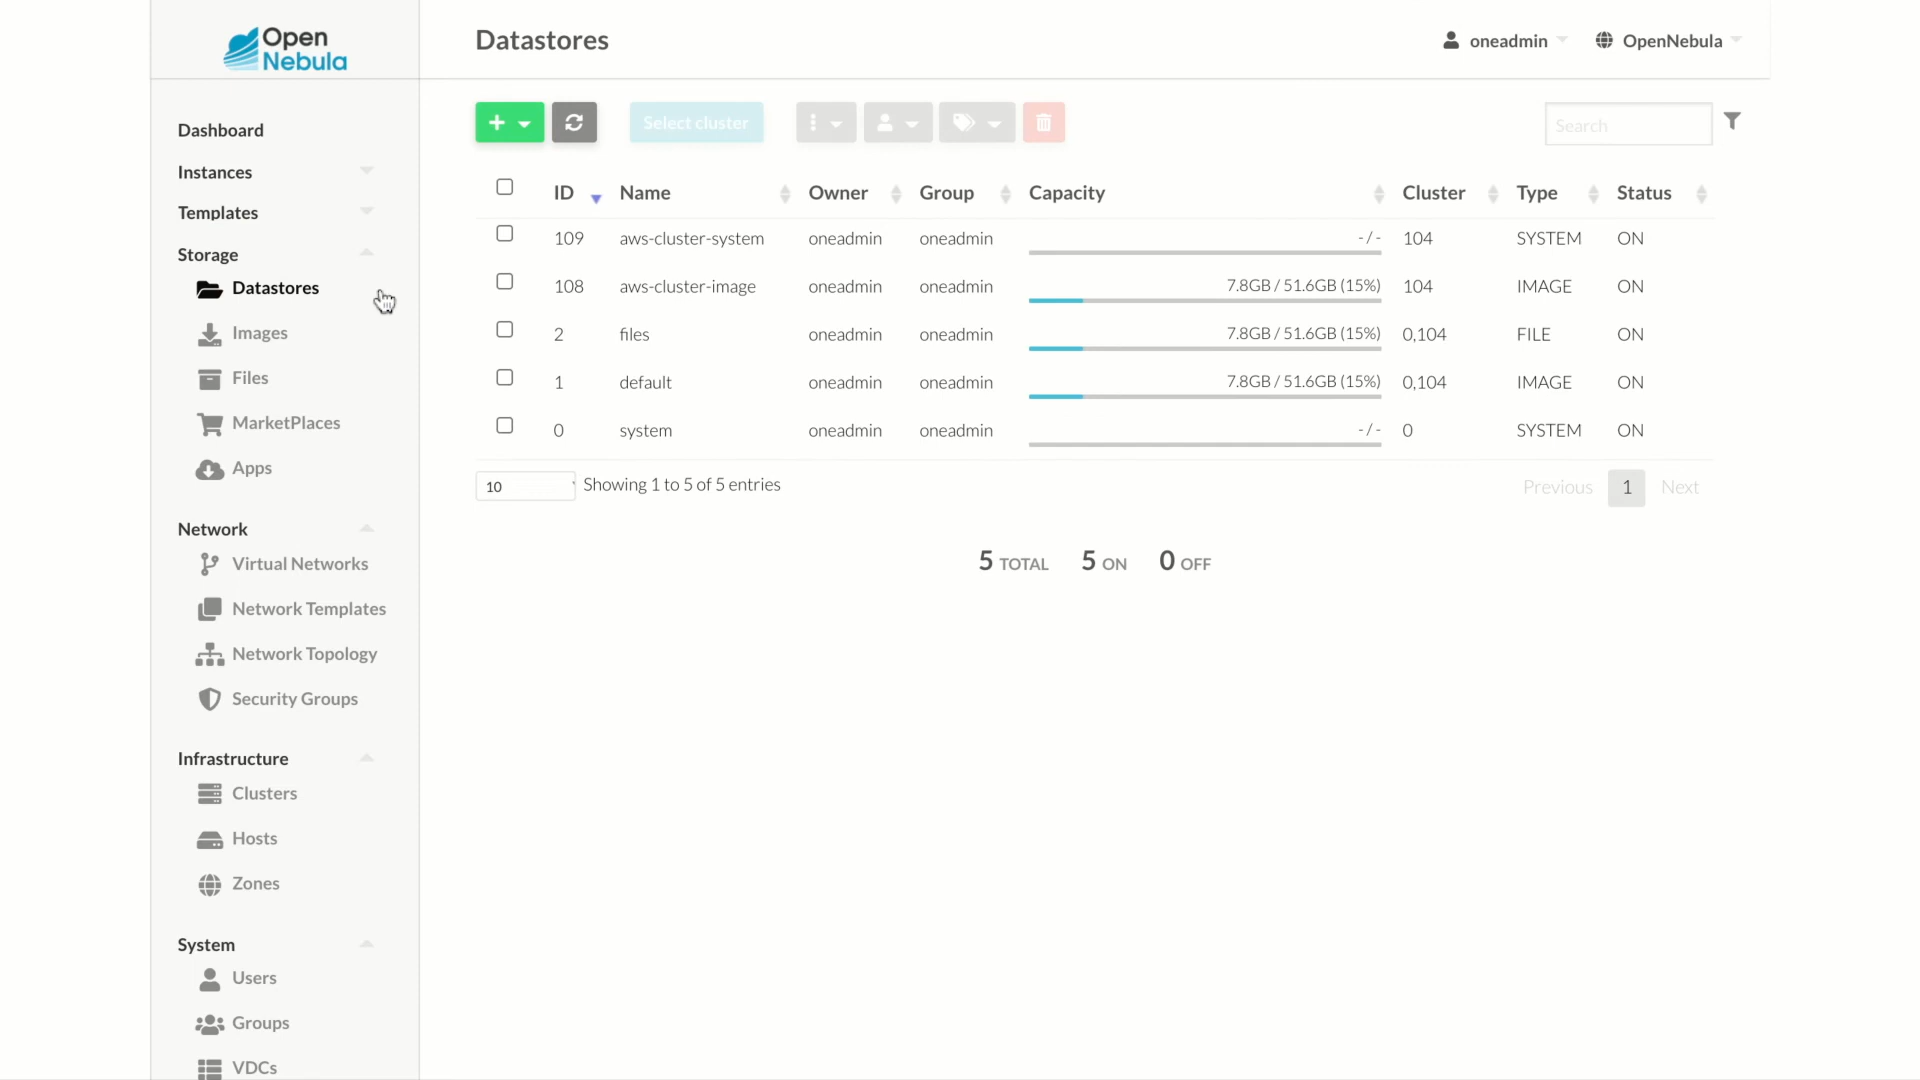 Open
Nebula
Datastores
oneadmin
OpenNebula
Dashboard
Instances
Templates
Storage
Datastores
Images
Files
MarketPlaces
Apps
Network
Virtual Networks
Network Templates
Network Topology
Security Groups
Infrastructure
Clusters
Hosts
Zones
System
Users
Groups
VDCs
Select cluster
Search
ID Name Owner Group Capacity Cluster Type Status
109 aws-cluster-system oneadmin oneadmin - / - 104 SYSTEM ON
108 aws-cluster-image oneadmin oneadmin 7.8GB / 51.6GB (15%) 104 IMAGE ON
2 files oneadmin oneadmin 7.8GB / 51.6GB (15%) 0,104 FILE ON
1 default oneadmin oneadmin 7.8GB / 51.6GB (15%) 0,104 IMAGE ON
0 system oneadmin oneadmin - / - 0 SYSTEM ON
10 Showing 1 to 5 of 5 entries Previous 1 Next
5 TOTAL 5 ON 0 OFF